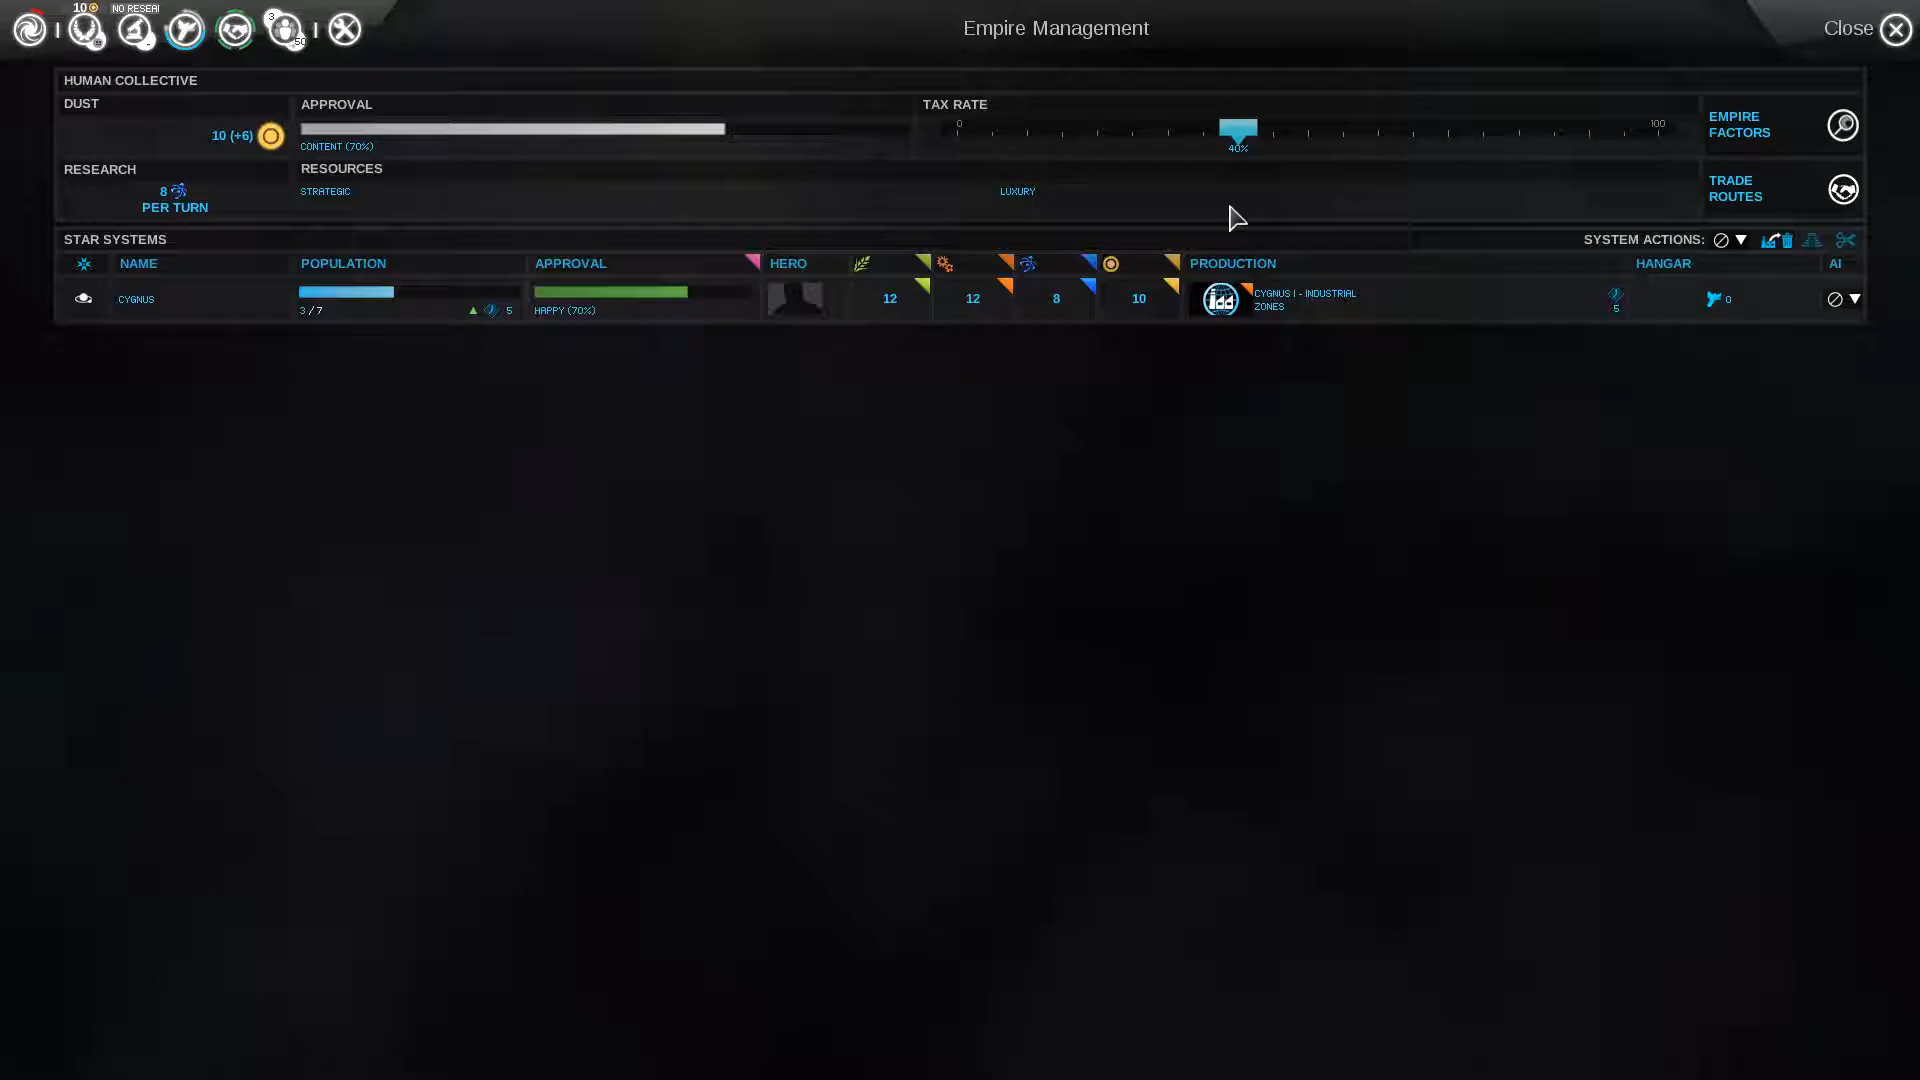 10
NO RESEA
3
50
Empire Management
Close
HUMAN COLLECTIVE
DUST
10 (+6)
APPROVAL
CONTENT (70%)
TAX RATE
0
100
40%
EMPIRE
FACTORS
RESEARCH
8
PER TURN
RESOURCES
STRATEGIC
LUXURY
TRADE
ROUTES
STAR SYSTEMS
SYSTEM ACTIONS:
NAME
POPULATION
APPROVAL
HERO
PRODUCTION
HANGAR
AI
CYGNUS
3 / 7
5
HAPPY (70%)
12
12
8
10
CYGNUS I - INDUSTRIAL
ZONES
5
0